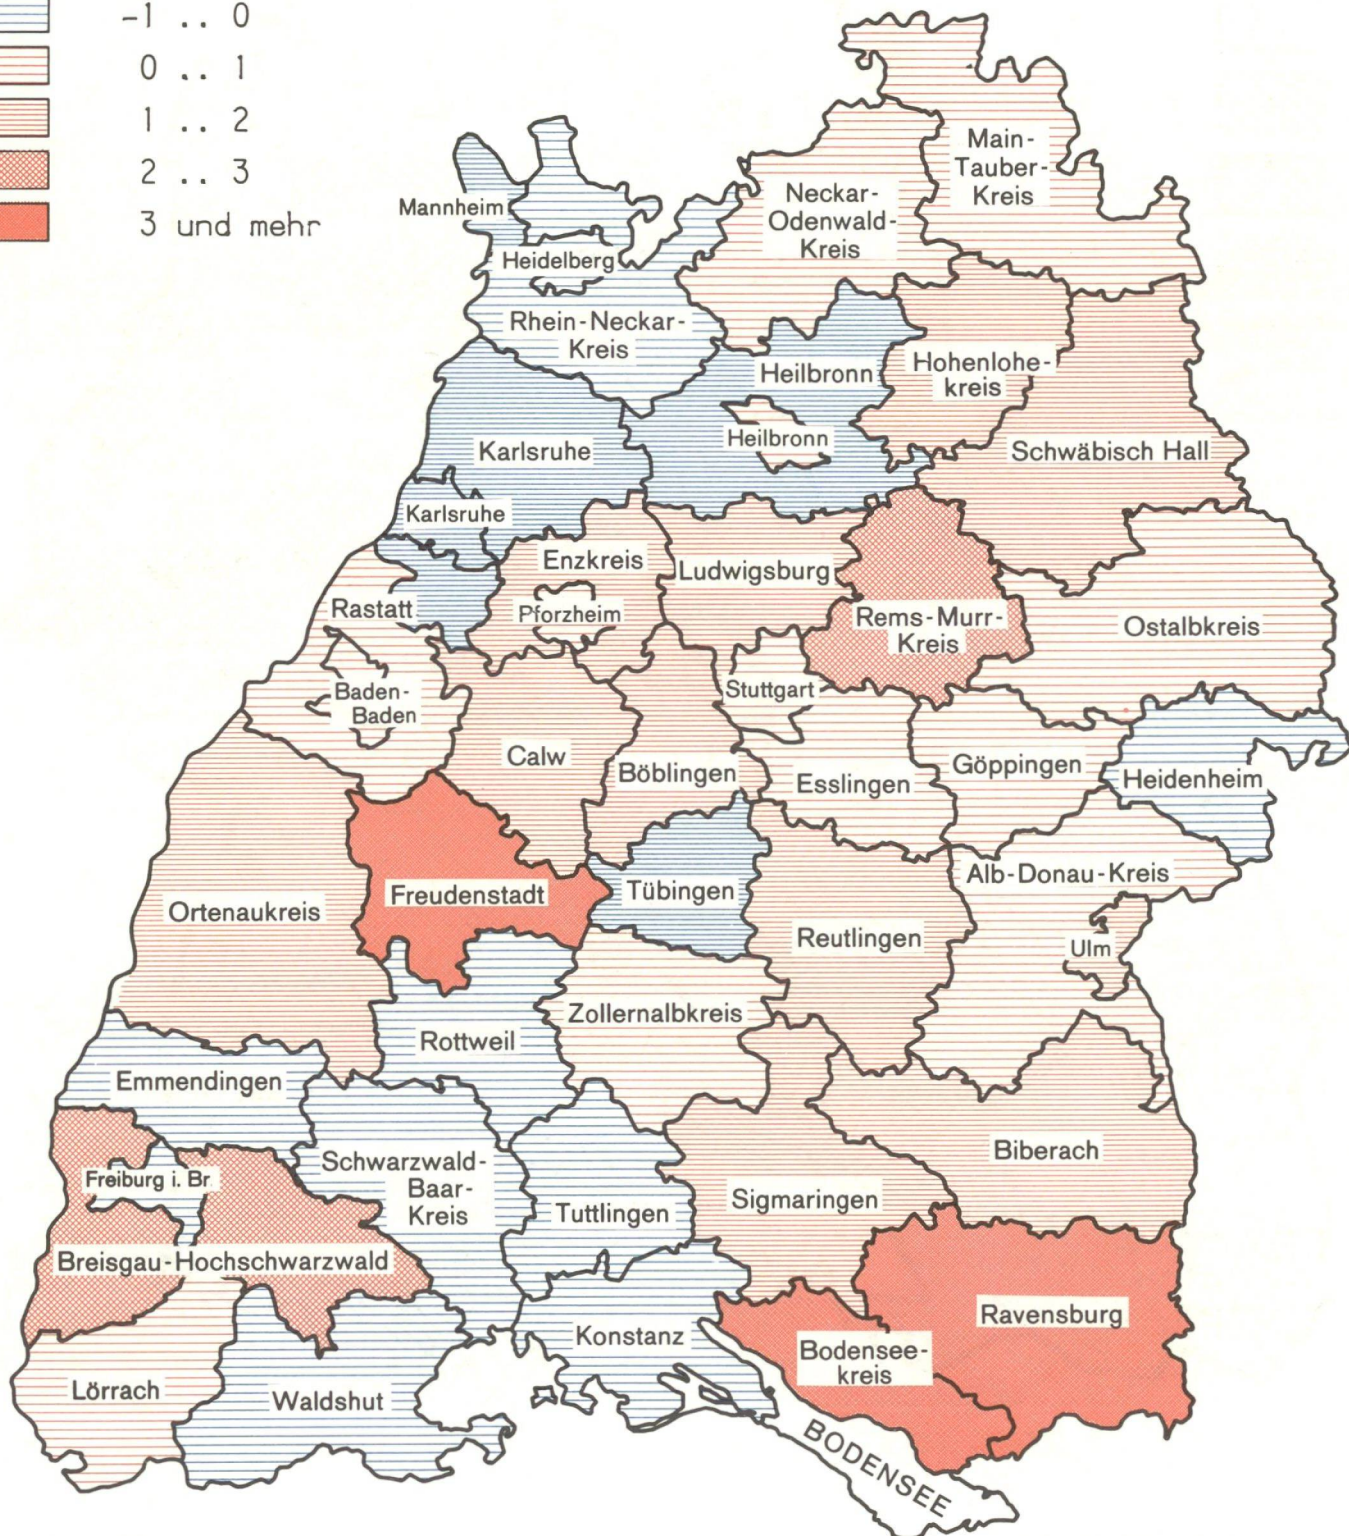 -1 .. 0
0 .. 1
1 .. 2
2 .. 3
3 und mehr
Main-
Tauber-
Kreis
Neckar-
Odenwald-
Kreis
Mannheim
Heidelberg
Rhein-Neckar-
Kreis
Heilbronn
Hohenlohe-
kreis
Heilbronn
Karlsruhe
Schwäbisch Hall
Karlsruhe
Enzkreis
Ludwigsburg
Rastatt
Pforzheim
Rems-Murr-
Kreis
Ostalbkreis
Baden-
Baden
Stuttgart
Calw
Böblingen
Esslingen
Göppingen
Heidenheim
Freudenstadt
Tübingen
Alb-Donau-Kreis
Ortenaukreis
Reutlingen
Ulm
Zollernalbkreis
Rottweil
Emmendingen
Biberach
Schwarzwald-
Baar-
Kreis
Freiburg i. Br.
Sigmaringen
Tuttlingen
Breisgau-Hochschwarzwald
Ravensburg
Konstanz
Bodensee-
kreis
Lörrach
Waldshut
BODENSEE